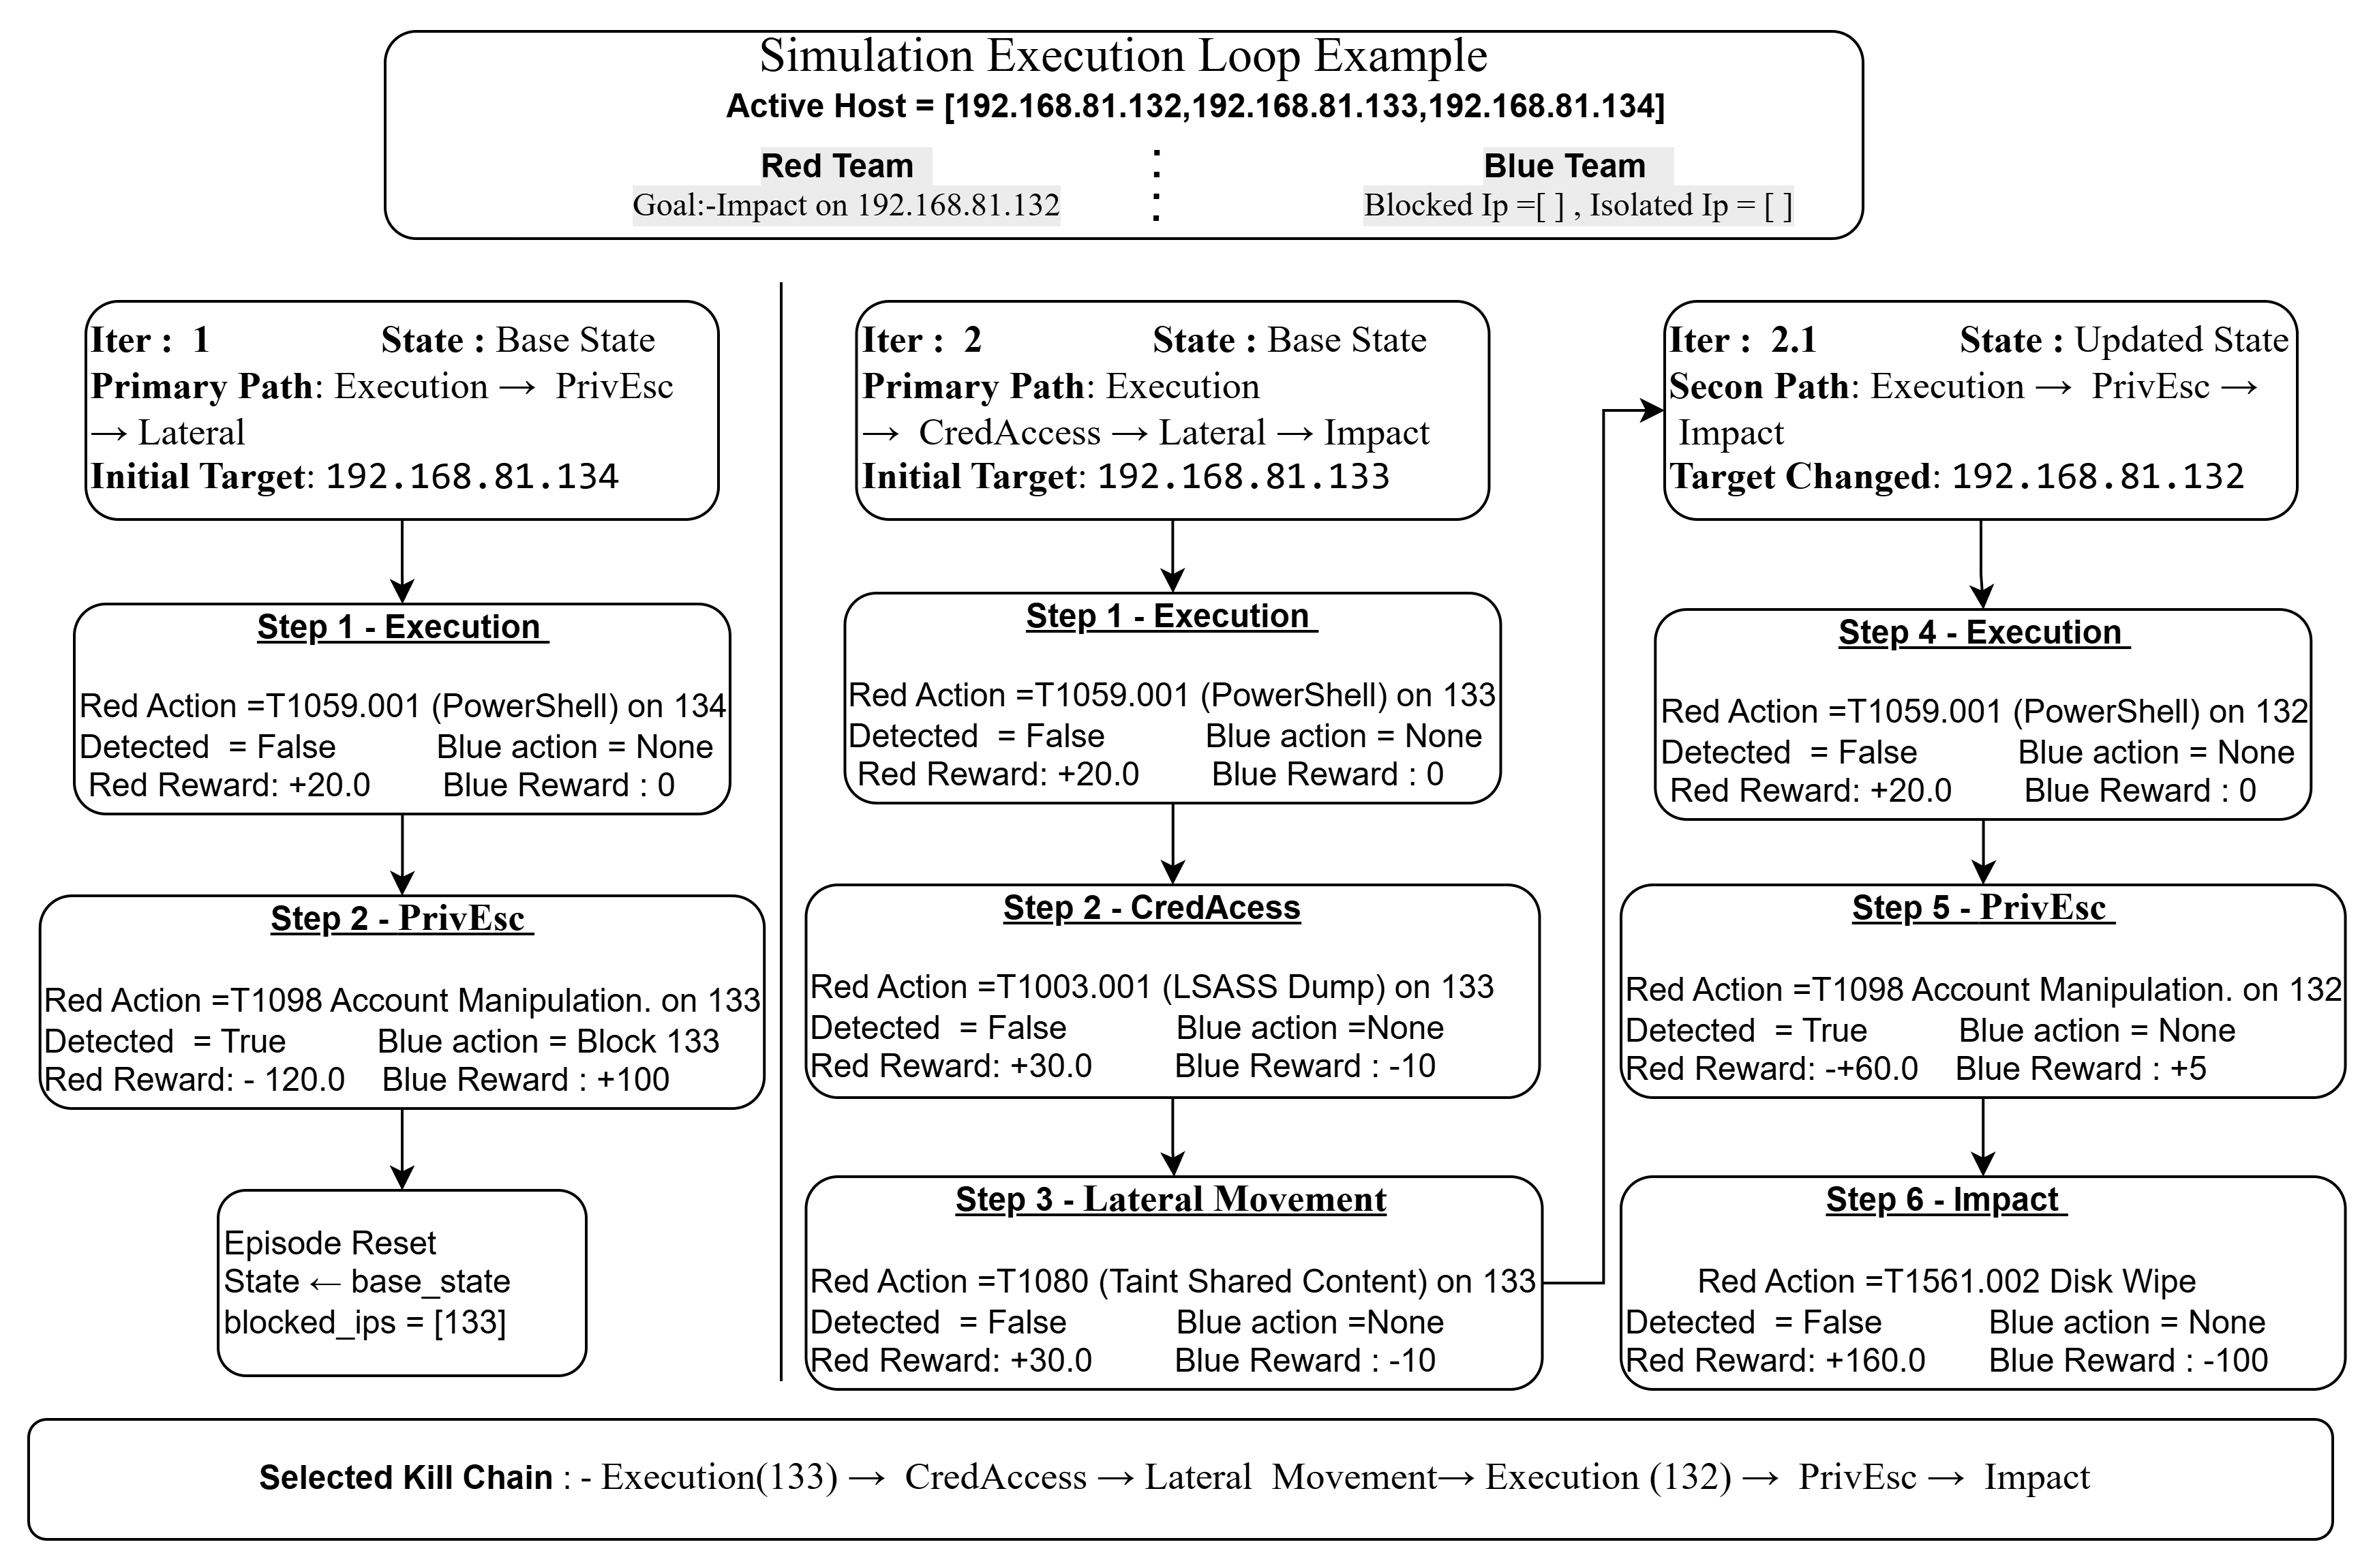 Simulation Execution Loop Example
Active Host = [192.168.81.132,192.168.81.133,192.168.81.134]
Red Team
Goal:-Impact on 192.168.81.132
Blue Team
Blocked Ip =[ ] , Isolated Ip = [ ]
Iter : 1 State : Base State
Primary Path: Execution → PrivEsc
→ Lateral
Initial Target: 192.168.81.134
Step 1 - Execution
Red Action =T1059.001 (PowerShell) on 134
Detected = False Blue action = None
Red Reward: +20.0 Blue Reward : 0
Step 2 - PrivEsc
Red Action =T1098 Account Manipulation. on 133
Detected = True Blue action = Block 133
Red Reward: - 120.0 Blue Reward : +100
Episode Reset
State ← base_state
blocked_ips = [133]
Iter : 2 State : Base State
Primary Path: Execution
→ CredAccess → Lateral → Impact
Initial Target: 192.168.81.133
Step 1 - Execution
Red Action =T1059.001 (PowerShell) on 133
Detected = False Blue action = None
Red Reward: +20.0 Blue Reward : 0
Step 2 - CredAcess
Red Action =T1003.001 (LSASS Dump) on 133
Detected = False Blue action =None
Red Reward: +30.0 Blue Reward : -10
Step 3 - Lateral Movement
Red Action =T1080 (Taint Shared Content) on 133
Detected = False Blue action =None
Red Reward: +30.0 Blue Reward : -10
Iter : 2.1 State : Updated State
Secon Path: Execution → PrivEsc →
Impact
Target Changed: 192.168.81.132
Step 4 - Execution
Red Action =T1059.001 (PowerShell) on 132
Detected = False Blue action = None
Red Reward: +20.0 Blue Reward : 0
Step 5 - PrivEsc
Red Action =T1098 Account Manipulation. on 132
Detected = True Blue action = None
Red Reward: -+60.0 Blue Reward : +5
Step 6 - Impact
Red Action =T1561.002 Disk Wipe
Detected = False Blue action = None
Red Reward: +160.0 Blue Reward : -100
Selected Kill Chain : - Execution(133) → CredAccess → Lateral Movement→ Execution (132) → PrivEsc → Impact